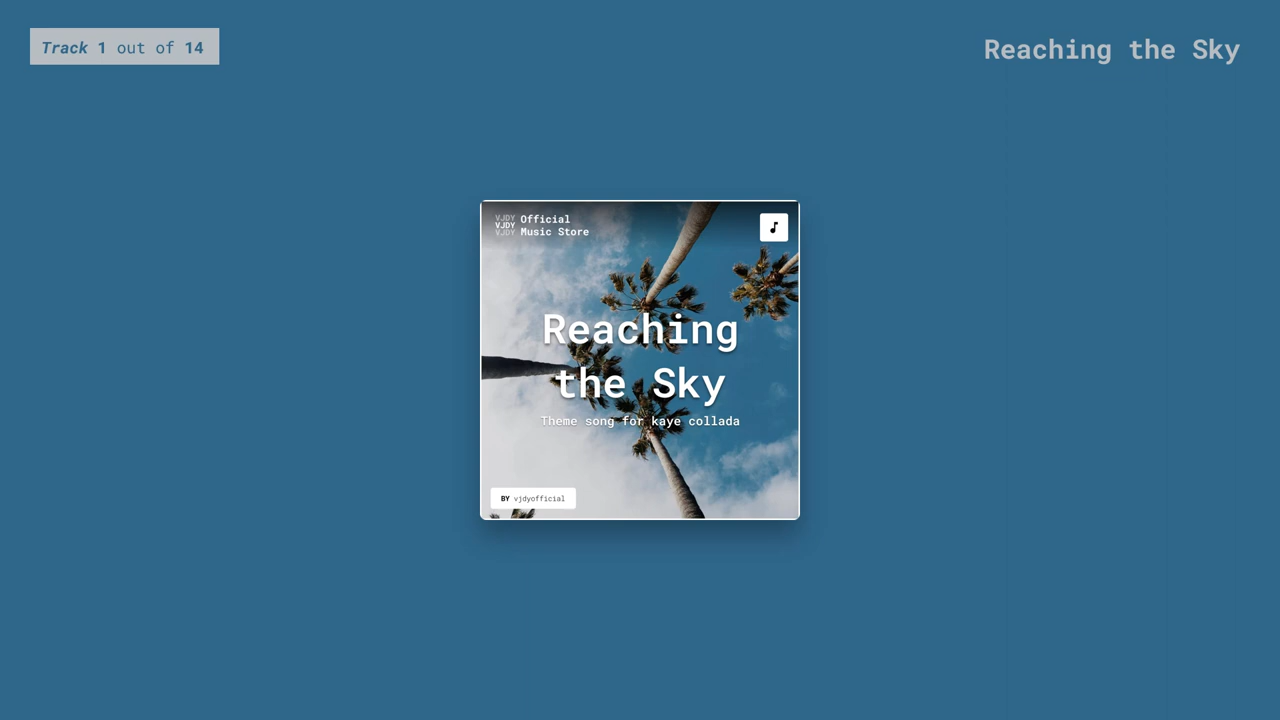 Track 1 out of 14
Reaching the Sky
VJDY
VJDY
VJDY
Official
Music Store
Reaching
the Sky
Theme song for kaye collada
BY vjdyofficial